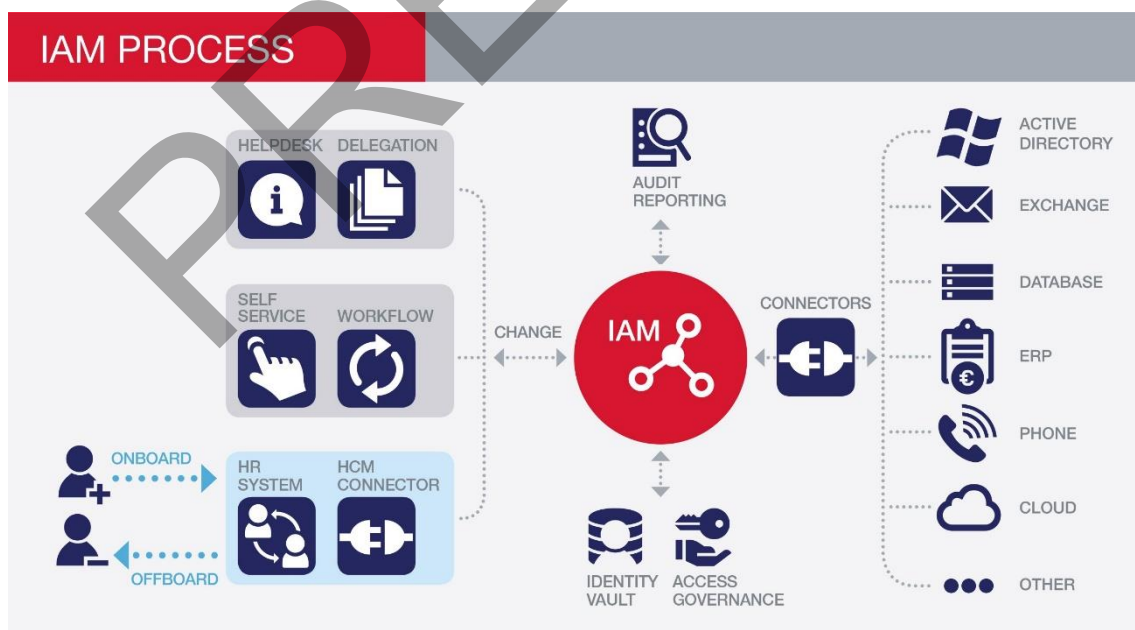 IAM PROCESS
HELPDESK DELEGATION
SELF
SERVICE WORKFLOW
ONBOARD
HR
SYSTEM
HCM
CONNECTOR
OFFBOARD
CHANGE
AUDIT
REPORTING
IAM
IDENTITY
VAULT
ACCESS
GOVERNANCE
CONNECTORS
ACTIVE
DIRECTORY
EXCHANGE
DATABASE
ERP
PHONE
CLOUD
OTHER
PRE